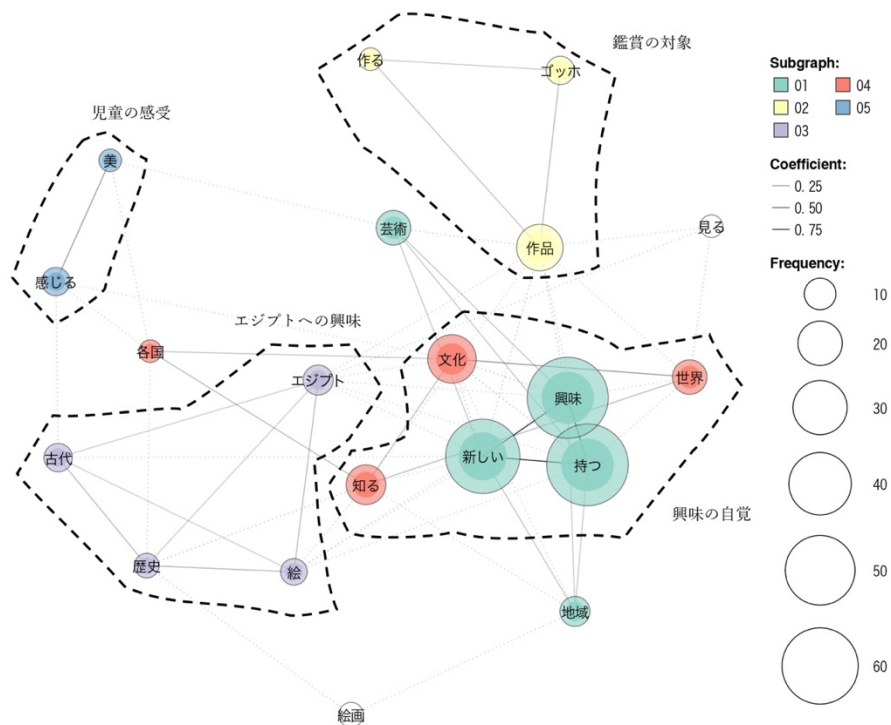 鑑賞の対象
作る
ゴッホ
Subgraph:
01 04
02 05
03
児童の感受
美
Coefficient:
0. 25
0. 50
0. 75
芸術
見る
作品
感じる
Frequency:
10
20
30
40
50
60
エジプトへの興味
各国
文化
エジプト
世界
興味
新しい
持つ
古代
知る
興味の自覚
歴史
絵
地域
絵画